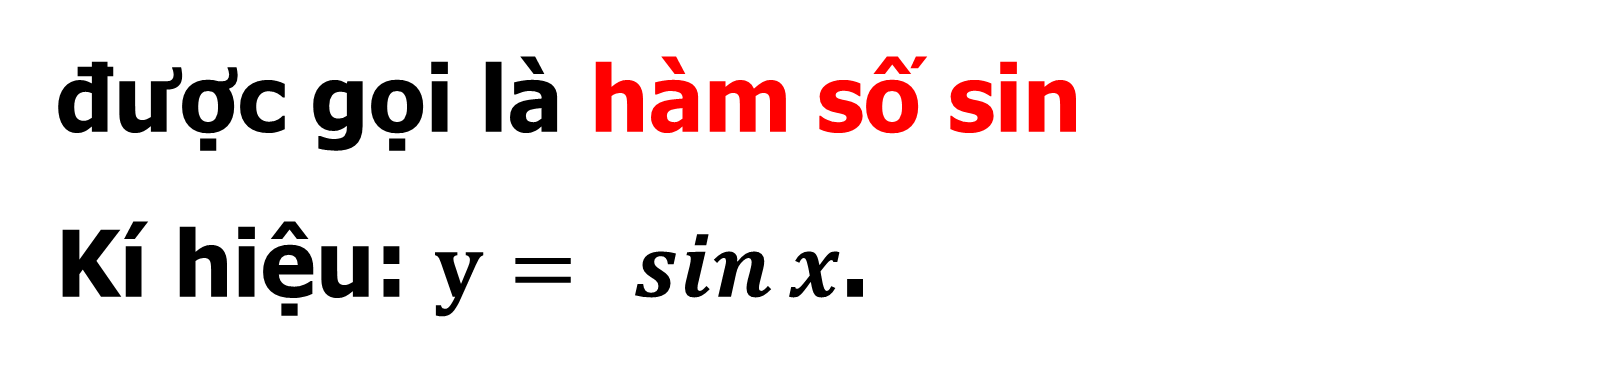 được gọi là hàm số sin
Kí hiệu: y = sin x.